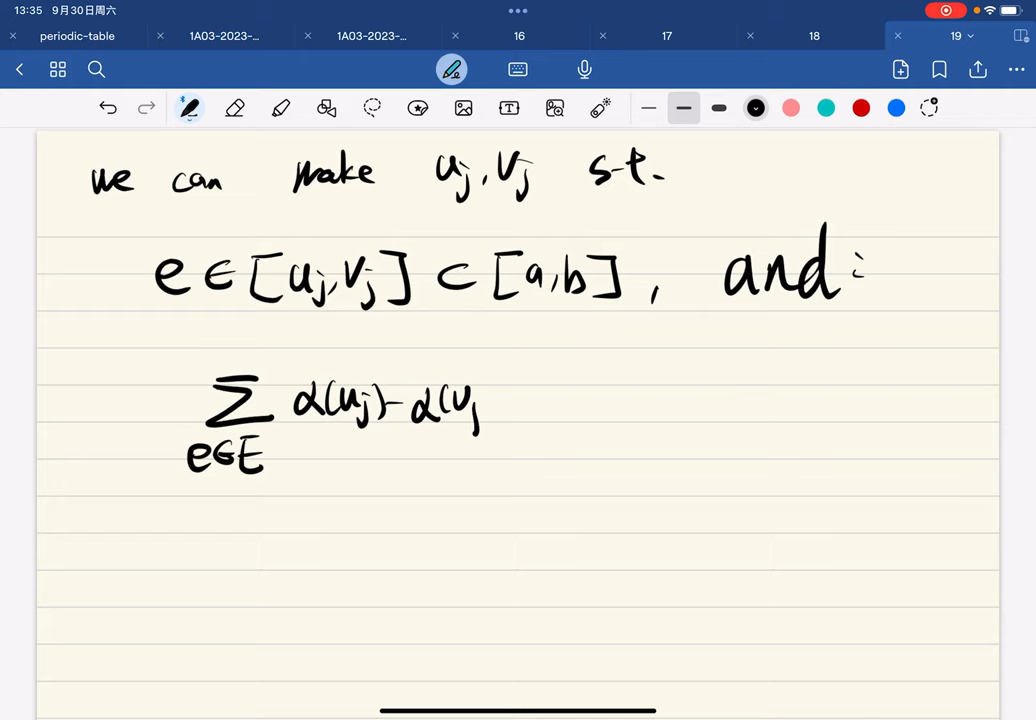 13:35 9月30日周六
periodic-table 1A03-2023-... 1A03-2023-... 16 17 18 19
we can make uj, vj s-t.
e ∈ [uj, vj] ⊂ [a,b], and:
∑ α(uj) - α(vj
e∈E